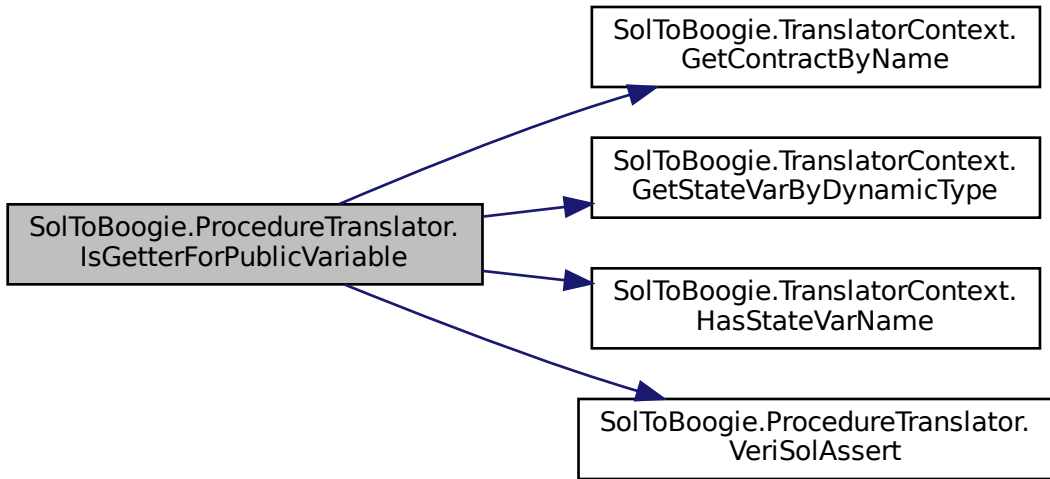 SolToBoogie.ProcedureTranslator.
IsGetterForPublicVariable
SolToBoogie.TranslatorContext.
GetContractByName
SolToBoogie.TranslatorContext.
GetStateVarByDynamicType
SolToBoogie.TranslatorContext.
HasStateVarName
SolToBoogie.ProcedureTranslator.
VeriSolAssert